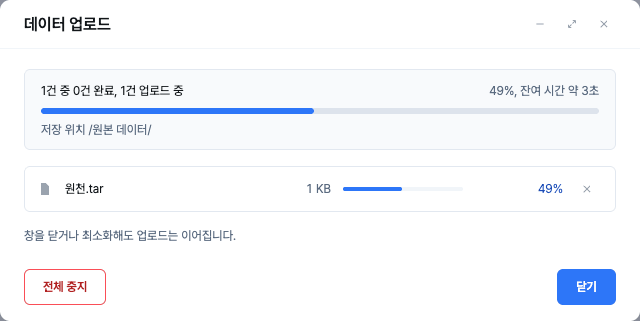 데이터 업로드
1건 중 0건 완료, 1건 업로드 중
49%, 잔여 시간 약 3초
저장 위치 /원본 데이터/
원천.tar
1 KB
49%
창을 닫거나 최소화해도 업로드는 이어집니다.
전체 중지
닫기